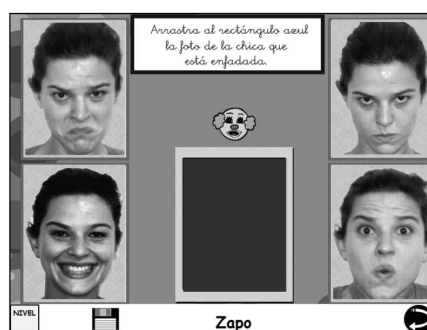 Arrastra al rectángulo azul
la foto de la chica que
está enfadada.
NIVEL
Zapo